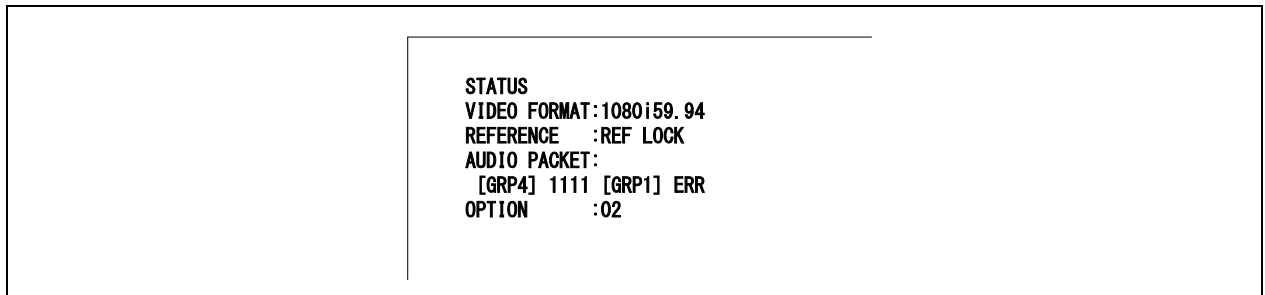 STATUS
VIDEO FORMAT:1080i59.94
REFERENCE   :REF LOCK
AUDIO PACKET:
 [GRP4] 1111 [GRP1] ERR
OPTION      :02